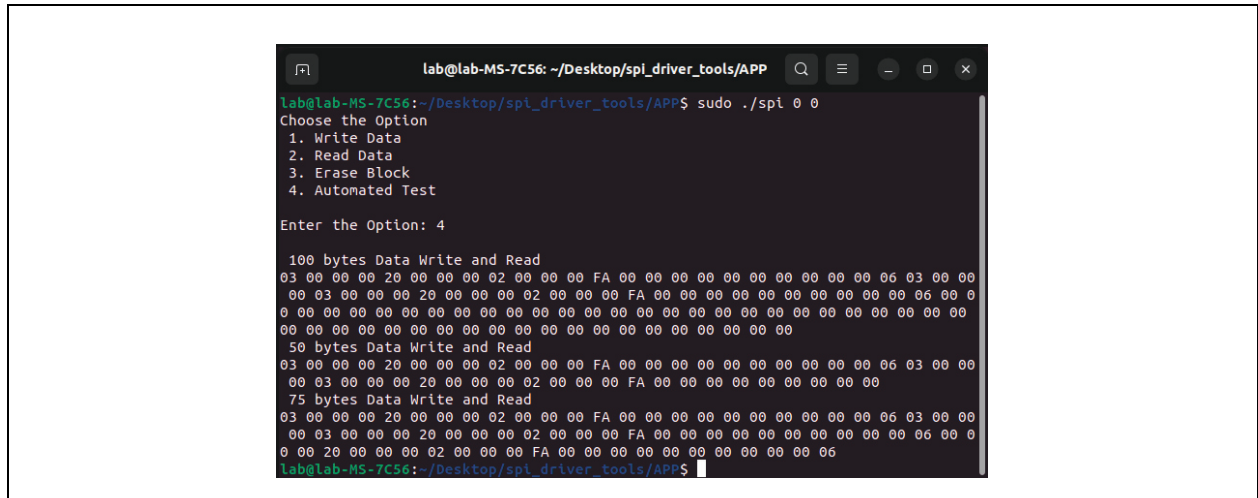 lab@lab-MS-7C56: ~/Desktop/spi_driver_tools/APP
lab@lab-MS-7C56:~/Desktop/spi_driver_tools/APP$ sudo ./spi 0 0
Choose the Option
1. Write Data
2. Read Data
3. Erase Block
4. Automated Test
Enter the Option: 4
100 bytes Data Write and Read
03 00 00 00 20 00 00 00 02 00 00 00 FA 00 00 00 00 00 00 00 00 00 00 06 03 00 00
00 03 00 00 00 20 00 00 00 02 00 00 00 FA 00 00 00 00 00 00 00 00 00 00 06 00 0
0 00 00 00 00 00 00 00 00 00 00 00 00 00 00 00 00 00 00 00 00 00 00 00 00 00 00
00 00 00 00 00 00 00 00 00 00 00 00 00 00 00 00 00 00 00 00
50 bytes Data Write and Read
03 00 00 00 20 00 00 00 02 00 00 00 FA 00 00 00 00 00 00 00 00 00 00 06 03 00 00
00 03 00 00 00 20 00 00 00 02 00 00 00 FA 00 00 00 00 00 00 00 00 00
75 bytes Data Write and Read
03 00 00 00 20 00 00 00 02 00 00 00 FA 00 00 00 00 00 00 00 00 00 00 06 03 00 00
00 03 00 00 00 20 00 00 00 02 00 00 00 FA 00 00 00 00 00 00 00 00 00 00 06 00 0
0 00 20 00 00 00 02 00 00 00 FA 00 00 00 00 00 00 00 00 00 00 06
lab@lab-MS-7C56:~/Desktop/spi_driver_tools/APP$